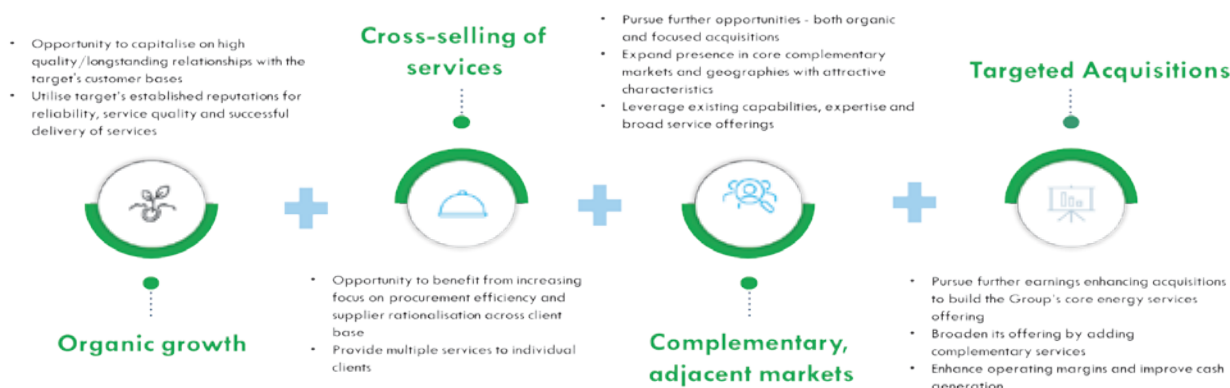 • Opportunity to capitalise on high
quality/longstanding relationships with the
target's customer bases
• Utilise target's established reputations for
reliability, service quality and successful
delivery of services
Organic growth
Cross-selling of
services
• Opportunity to benefit from increasing
focus on procurement efficiency and
supplier rationalisation across client
base
• Provide multiple services to individual
clients
• Pursue further opportunities - both organic
and focused acquisitions
• Expand presence in core complementary
markets and geographies with attractive
characteristics
• Leverage existing capabilities, expertise and
broad service offerings
Complementary,
adjacent markets
Targeted Acquisitions
• Pursue further earnings enhancing acquisitions
to build the Group's core energy services
offering
• Broaden its offering by adding
complementary services
• Enhance operating margins and improve cash
generation